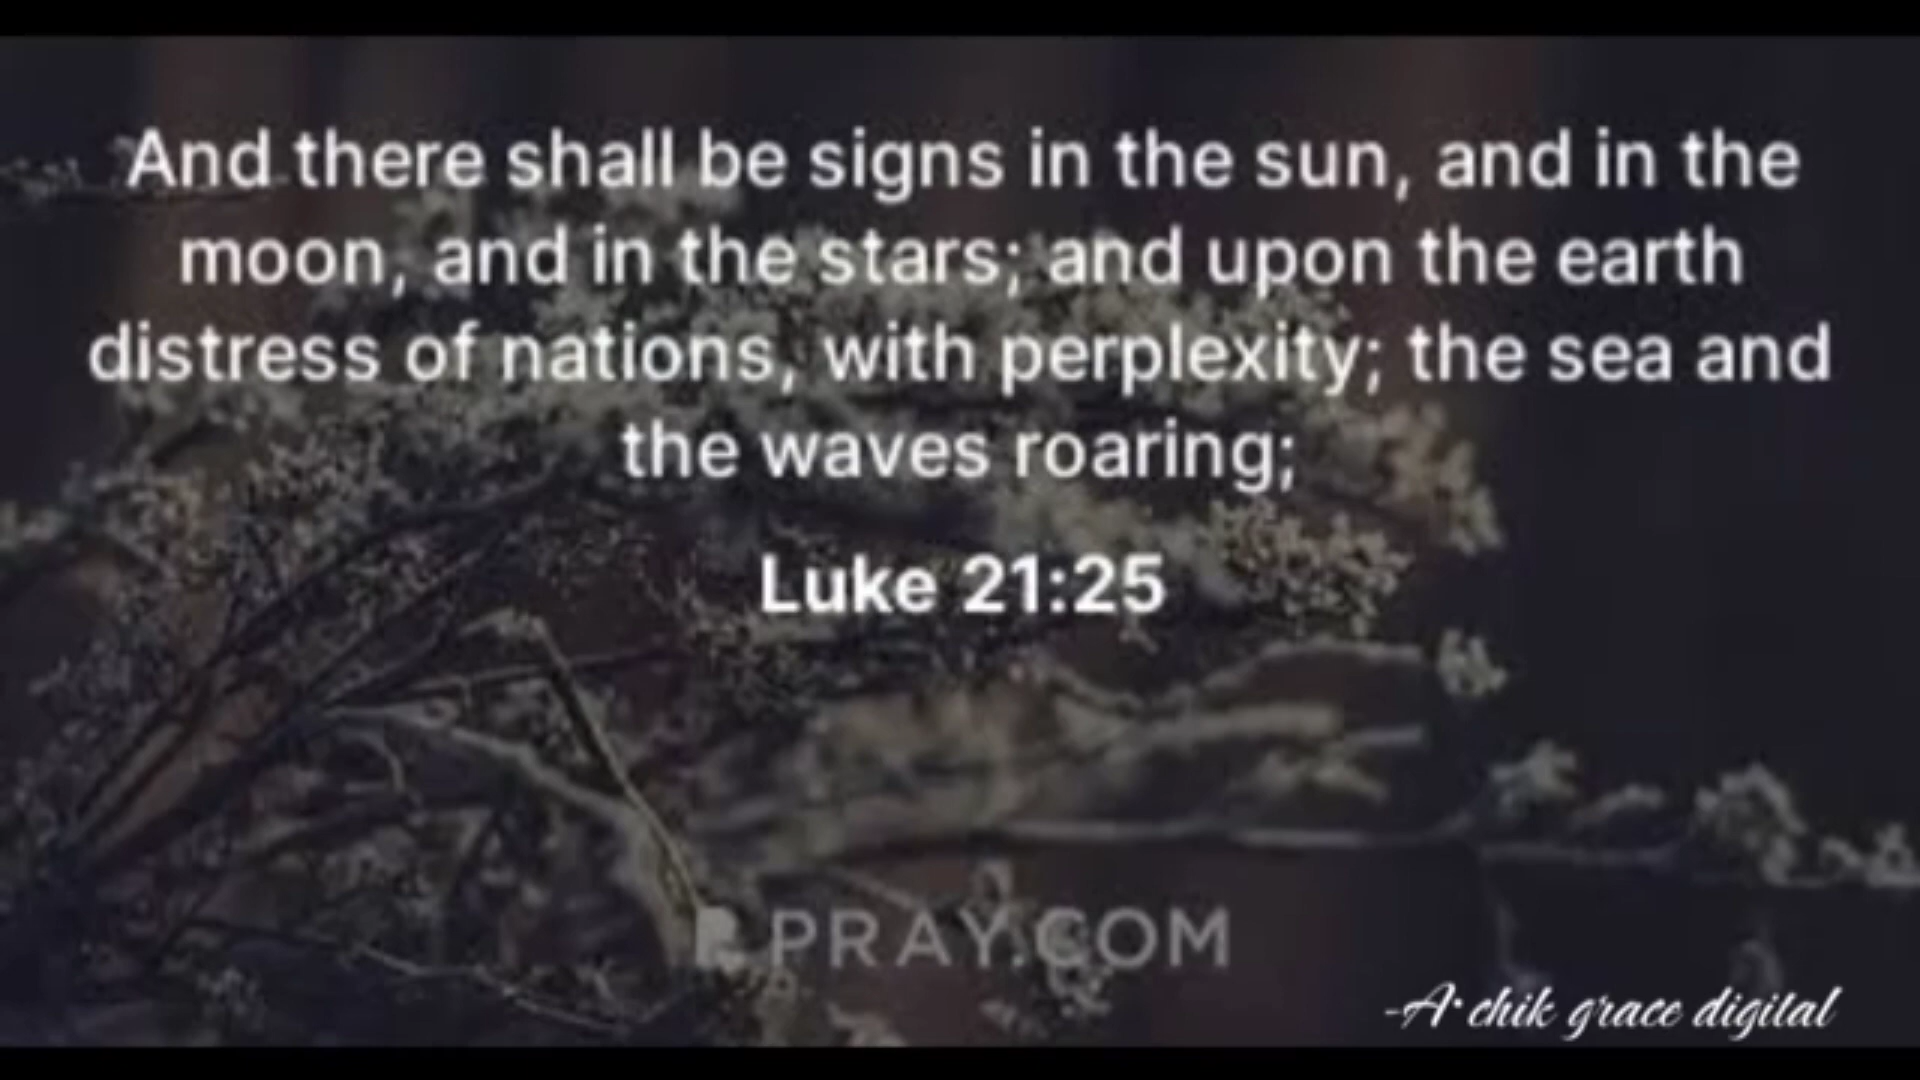 And there shall be signs in the sun, and in the
moon, and in the stars; and upon the earth
distress of nations, with perplexity; the sea and
the waves roaring;
Luke 21:25
PRAY.COM
-A·chik grace digital